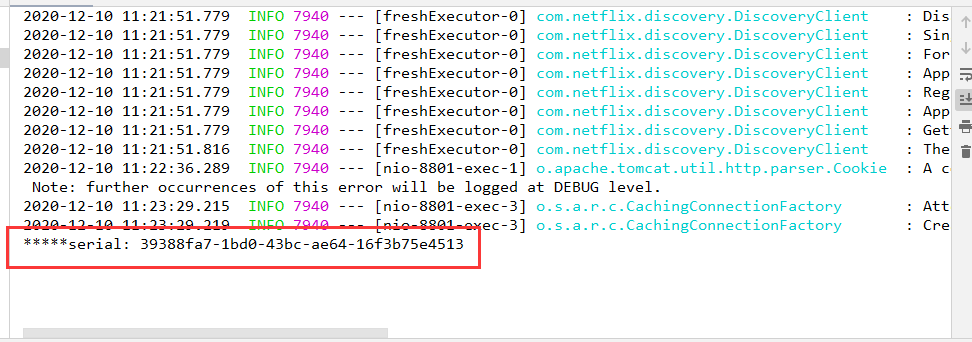 2020-12-10 11:21:51.779  INFO 7940 --- [freshExecutor-0] com.netflix.discovery.DiscoveryClient    : Dis
2020-12-10 11:21:51.779  INFO 7940 --- [freshExecutor-0] com.netflix.discovery.DiscoveryClient    : Sin
2020-12-10 11:21:51.779  INFO 7940 --- [freshExecutor-0] com.netflix.discovery.DiscoveryClient    : For
2020-12-10 11:21:51.779  INFO 7940 --- [freshExecutor-0] com.netflix.discovery.DiscoveryClient    : App
2020-12-10 11:21:51.779  INFO 7940 --- [freshExecutor-0] com.netflix.discovery.DiscoveryClient    : Reg
2020-12-10 11:21:51.779  INFO 7940 --- [freshExecutor-0] com.netflix.discovery.DiscoveryClient    : App
2020-12-10 11:21:51.779  INFO 7940 --- [freshExecutor-0] com.netflix.discovery.DiscoveryClient    : Get
2020-12-10 11:21:51.816  INFO 7940 --- [freshExecutor-0] com.netflix.discovery.DiscoveryClient    : The
2020-12-10 11:22:36.289  INFO 7940 --- [nio-8801-exec-1] o.apache.tomcat.util.http.parser.Cookie  : A c
 Note: further occurrences of this error will be logged at DEBUG level.
2020-12-10 11:23:29.215  INFO 7940 --- [nio-8801-exec-3] o.s.a.r.c.CachingConnectionFactory       : Att
2020-12-10 11:23:29.219  INFO 7940 --- [nio-8801-exec-3] o.s.a.r.c.CachingConnectionFactory       : Cre
*****serial: 39388fa7-1bd0-43bc-ae64-16f3b75e4513